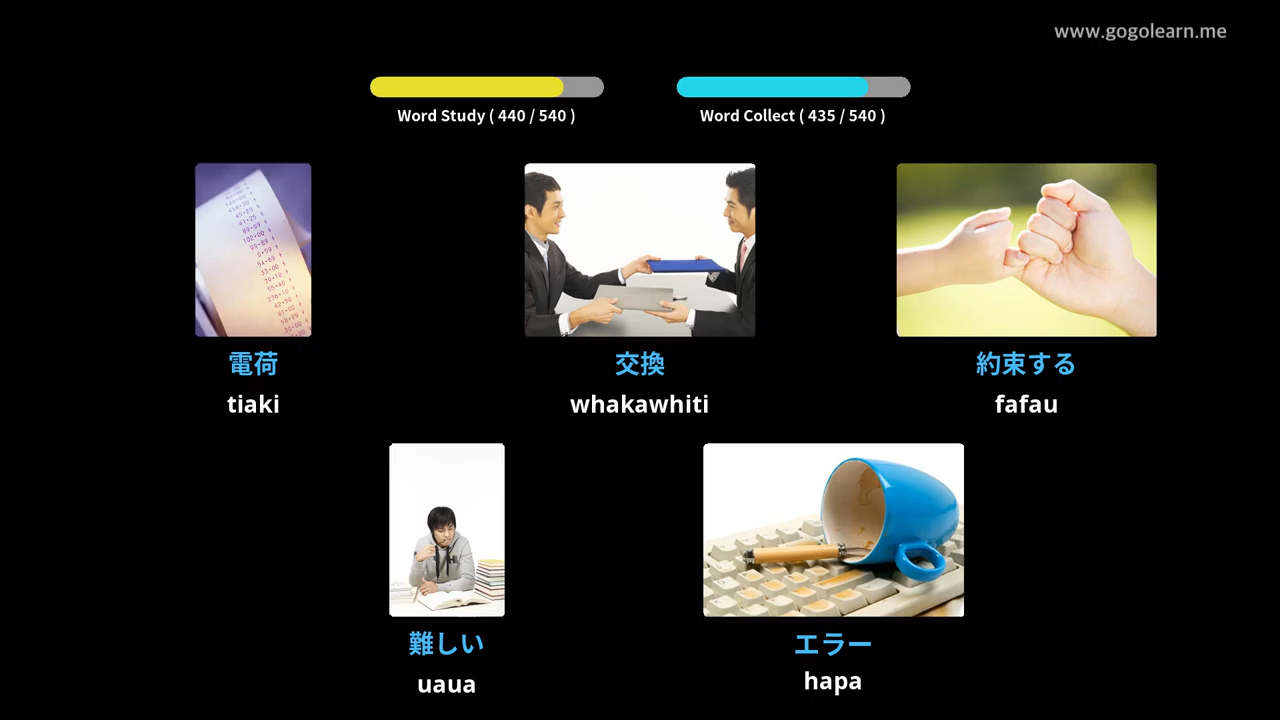 www.gogolearn.me
Word Study ( 440 / 540 )
Word Collect ( 435 / 540 )
電荷
tiaki
交換
whakawhiti
約束する
fafau
難しい
uaua
エラー
hapa